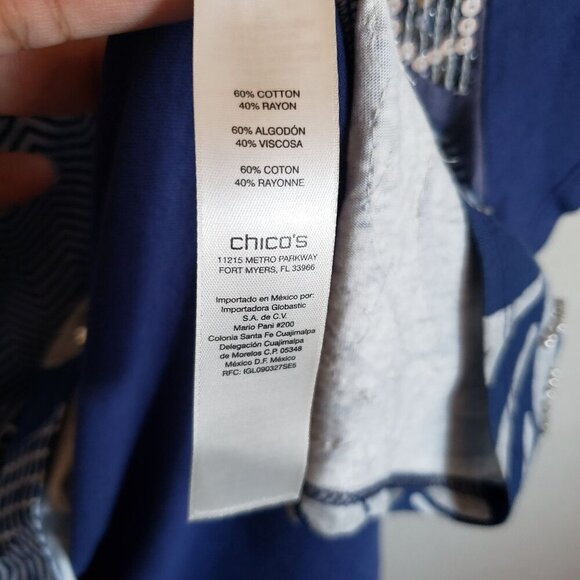 60% COTTON
40% RAYON
60% ALGODÓN
40% VISCOSA
60% COTON
40% RAYONNE
chico's
11215 METRO PARKWAY
FORT MYERS, FL 33966
Importado en México por:
Importadora Globastic
S.A. de C.V.
Mario Pani #200
Colonia Santa Fe Cuajimalpa
Delegación Cuajimalpa
de Morelos C.P. 05348
México D.F. México
RFC: IGL090327SE5